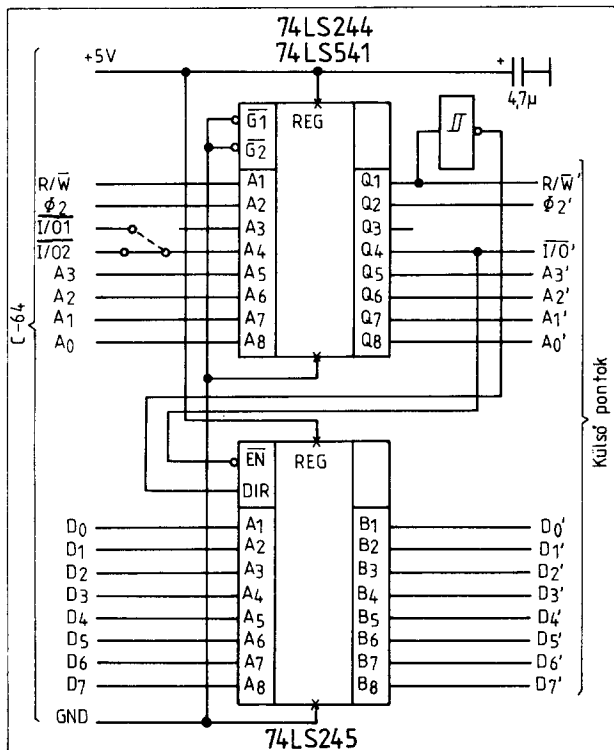 74LS244
74LS541
+5V
+
4,7µ
G1
G2
REG
R/W A1 Q1 R/W'
Φ2 A2 Q2 Φ2'
I/O1 A3 Q3
I/O2 A4 Q4 I/O'
A3 A5 Q5 A3'
A2 A6 Q6 A2'
A1 A7 Q7 A1'
A0 A8 Q8 A0'
C-64
Külső pontok
EN
REG
DIR
D0 A1 B1 D0'
D1 A2 B2 D1'
D2 A3 B3 D2'
D3 A4 B4 D3'
D4 A5 B5 D4'
D5 A6 B6 D5'
D6 A7 B7 D6'
D7 A8 B8 D7'
GND
74LS245